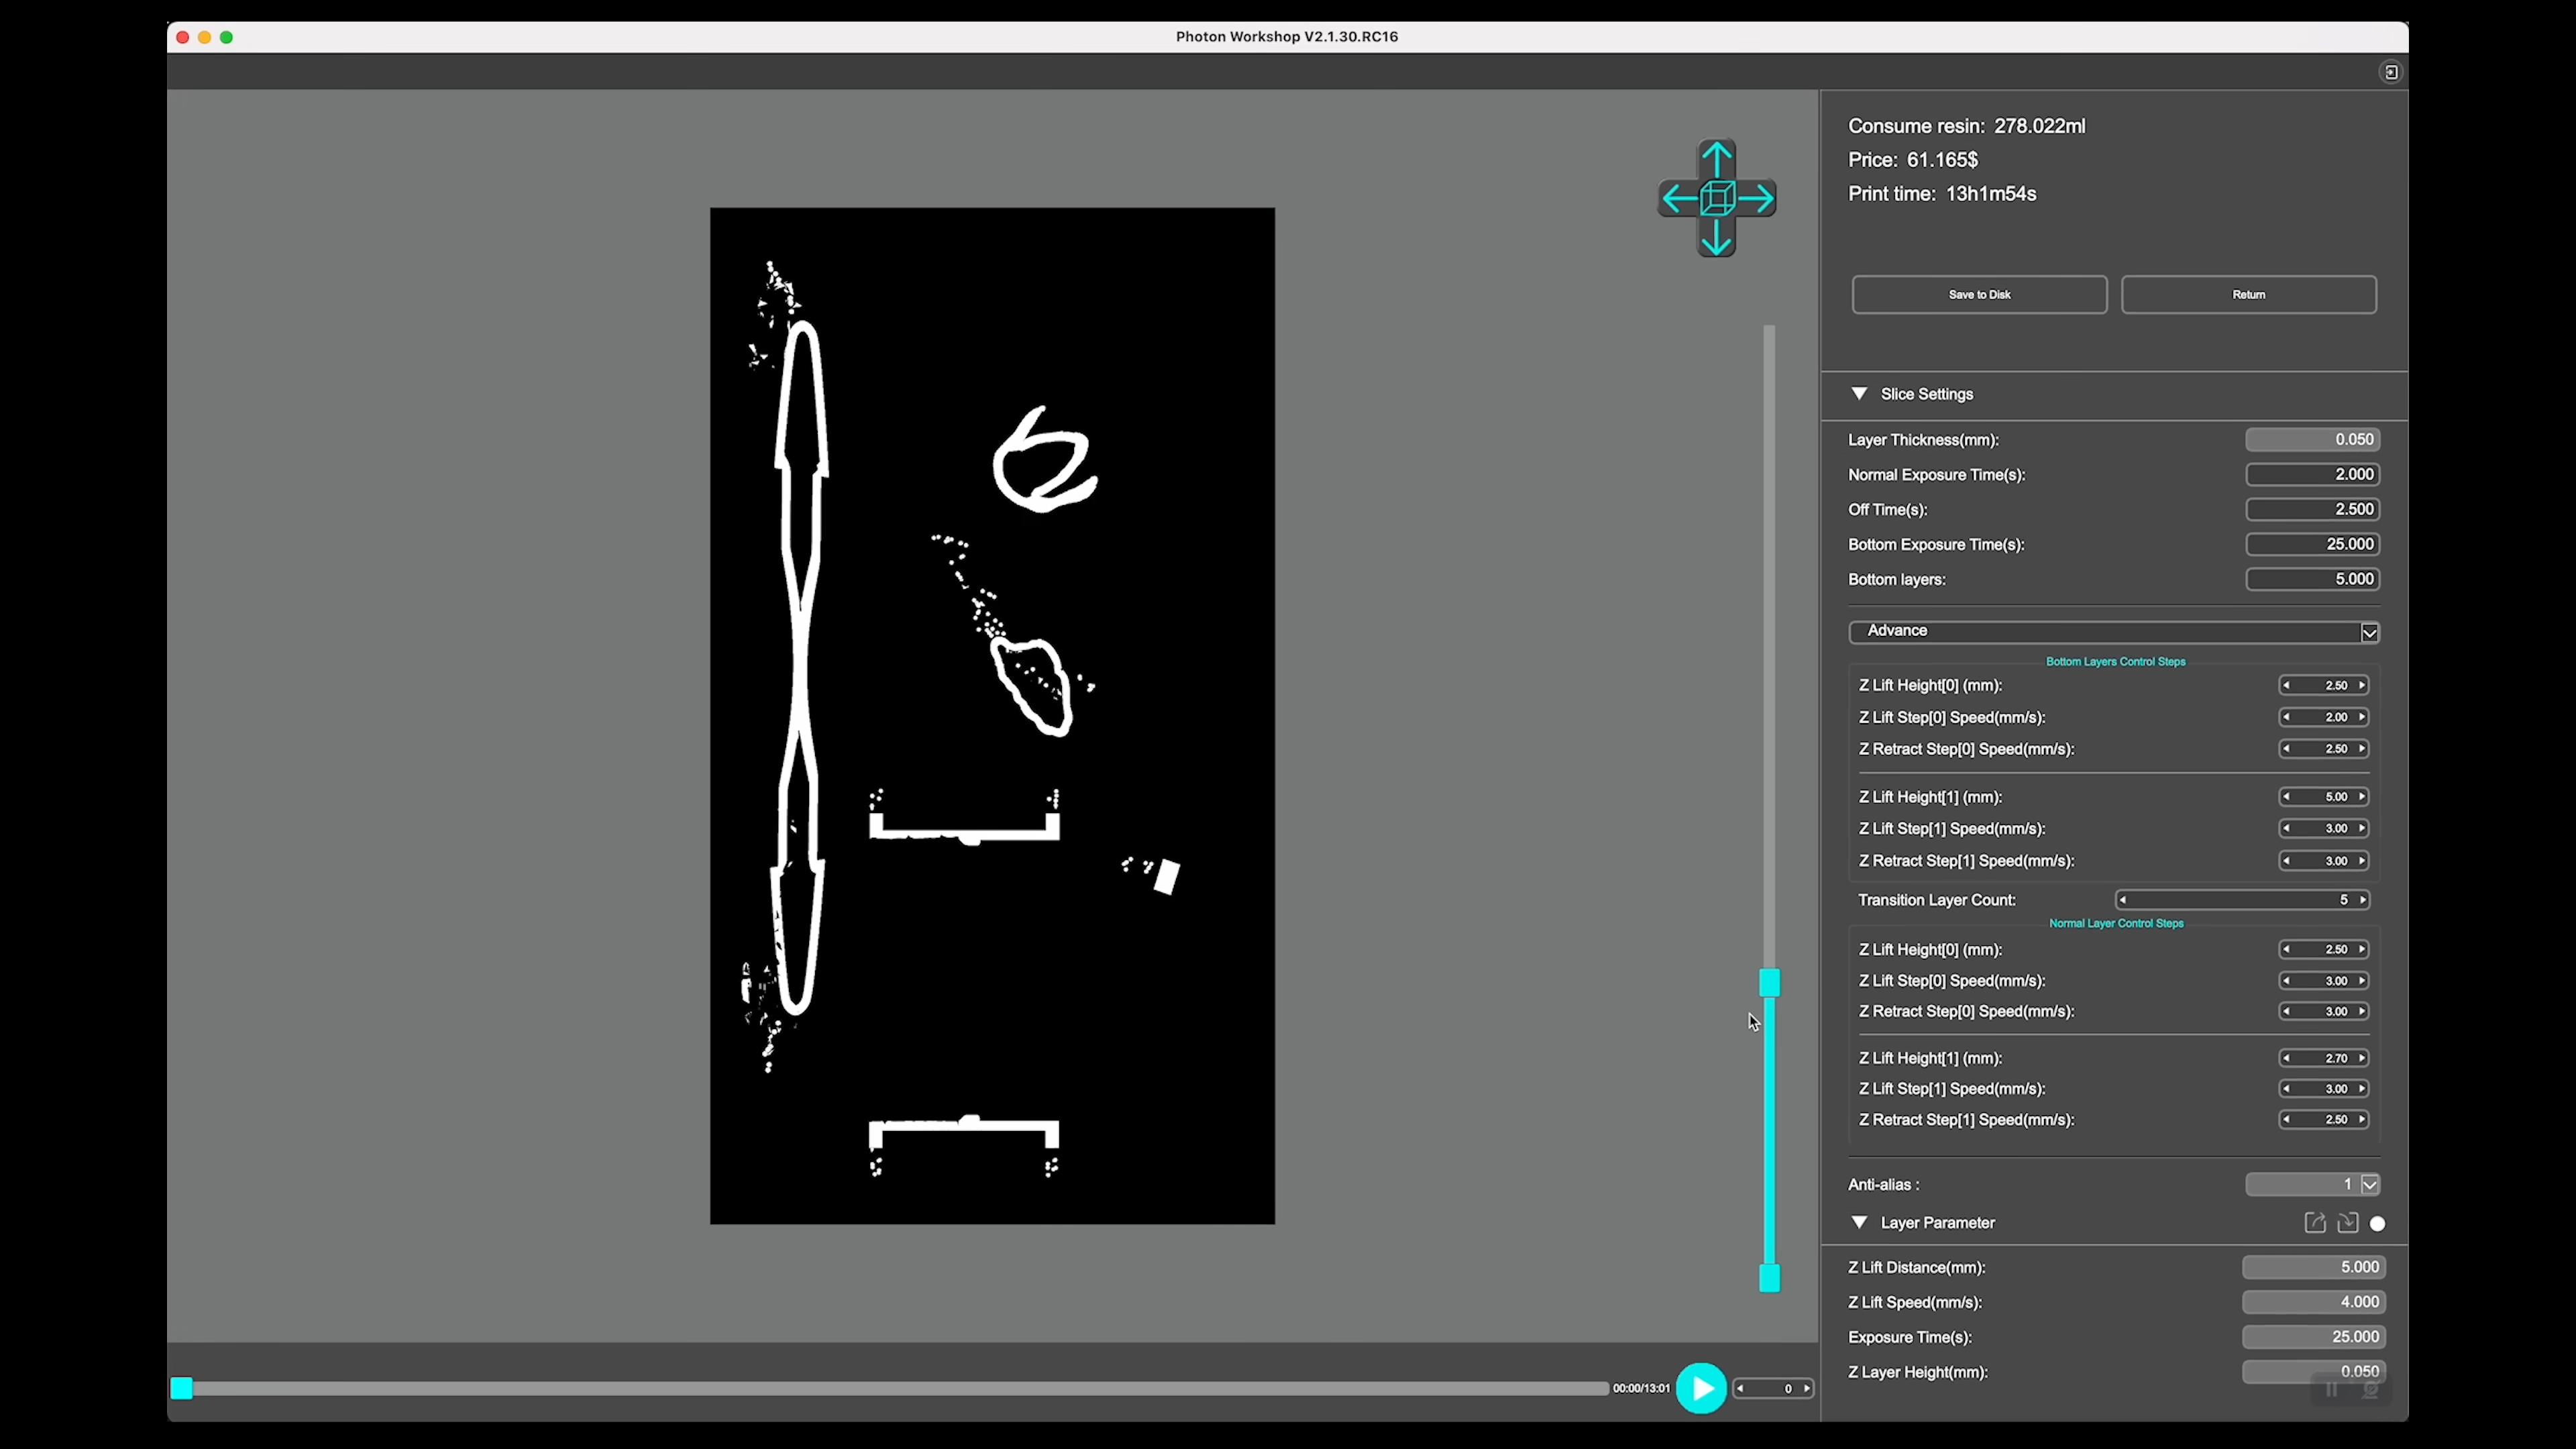 Photon Workshop V2.1.30.RC16
Consume resin: 278.022ml
Price: 61.165$
Print time: 13h1m54s
Save to Disk
Return
Slice Settings
Layer Thickness(mm): 0.050
Normal Exposure Time(s): 2.000
Off Time(s): 2.500
Bottom Exposure Time(s): 25.000
Bottom layers: 5.000
Advance
Bottom Layers Control Steps
Z Lift Height[0] (mm): 2.50
Z Lift Step[0] Speed(mm/s): 2.00
Z Retract Step[0] Speed(mm/s): 2.50
Z Lift Height[1] (mm): 5.00
Z Lift Step[1] Speed(mm/s): 3.00
Z Retract Step[1] Speed(mm/s): 3.00
Transition Layer Count: 5
Normal Layer Control Steps
Z Lift Height[0] (mm): 2.50
Z Lift Step[0] Speed(mm/s): 3.00
Z Retract Step[0] Speed(mm/s): 3.00
Z Lift Height[1] (mm): 2.70
Z Lift Step[1] Speed(mm/s): 3.00
Z Retract Step[1] Speed(mm/s): 2.50
Anti-alias : 1
Layer Parameter
Z Lift Distance(mm): 5.000
Z Lift Speed(mm/s): 4.000
Exposure Time(s): 25.000
Z Layer Height(mm): 0.050
00:00/13:01
0